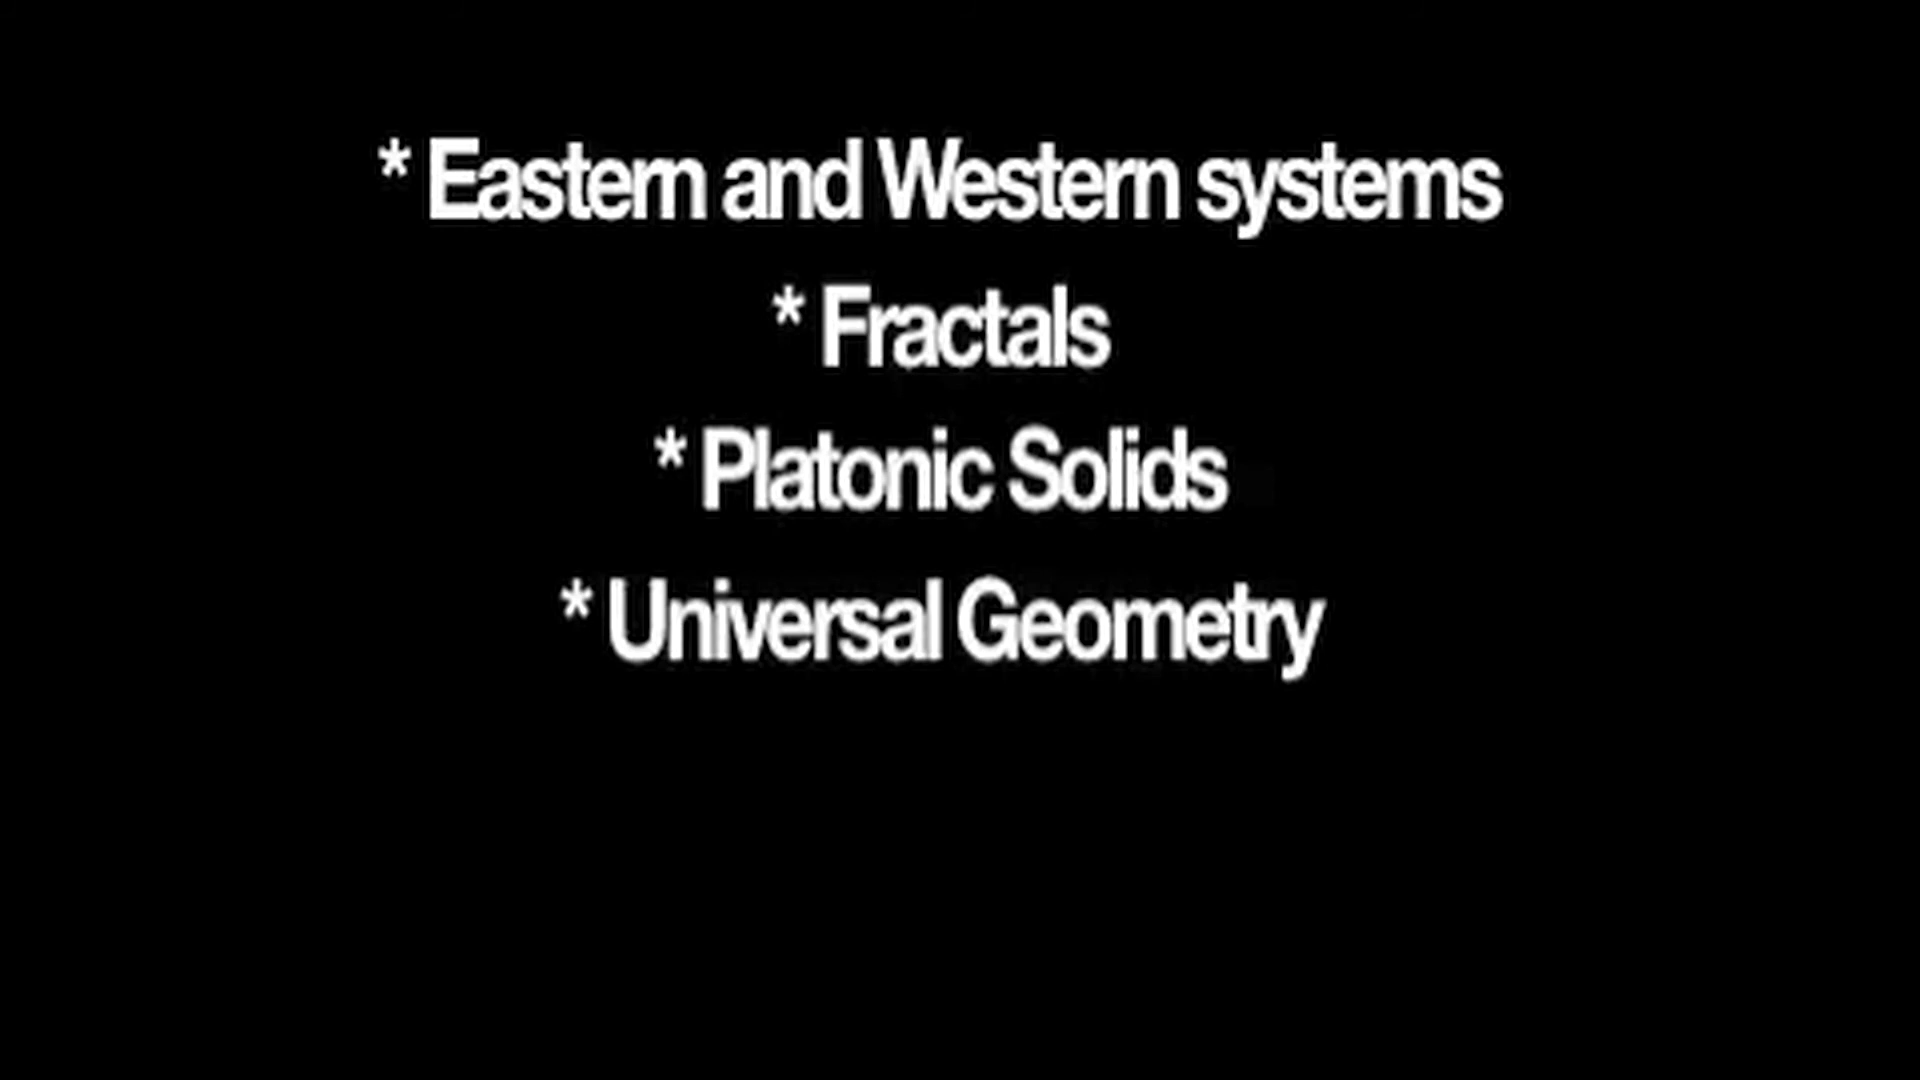 * Eastern and Western systems
* Fractals
* Platonic Solids
* Universal Geometry